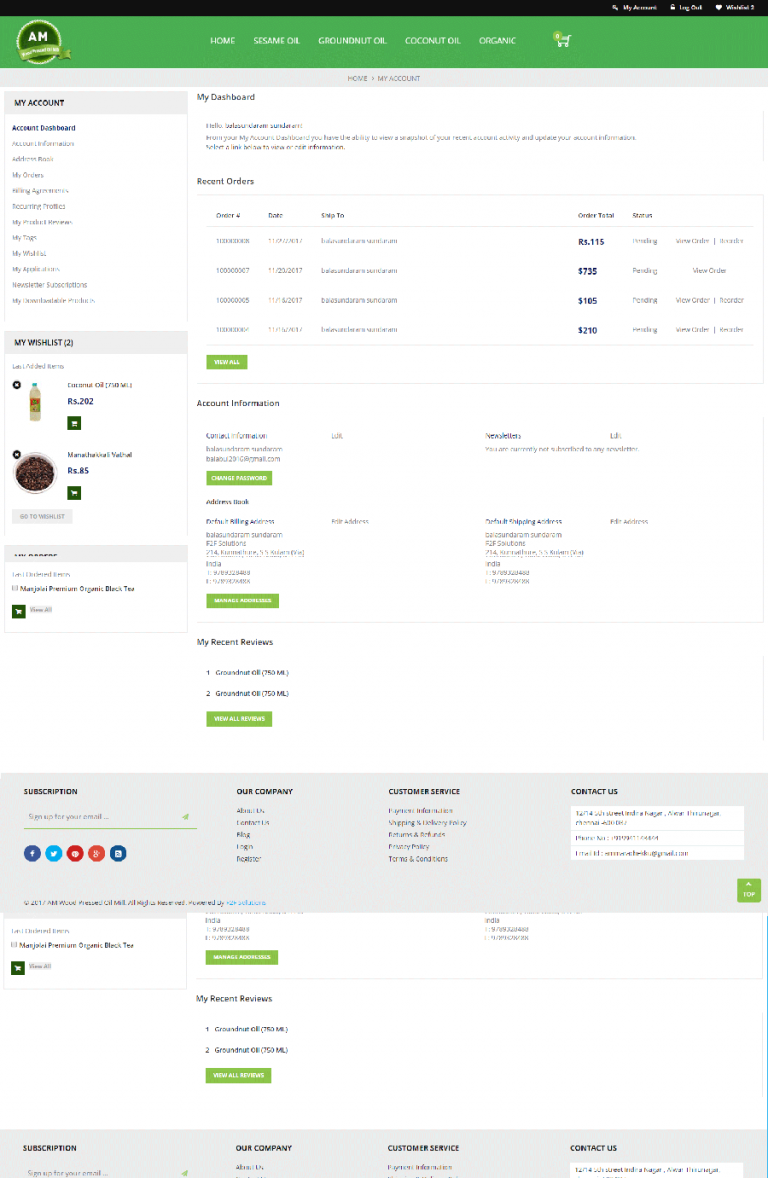 My Account
Log Out
Wishlist 2
AM
HOME
SESAME OIL
GROUNDNUT OIL
COCONUT OIL
ORGANIC
0
HOME > MY ACCOUNT
MY ACCOUNT
Account Dashboard
Account Information
Address Book
My Orders
Billing Agreements
Recurring Profiles
My Product Reviews
My Tags
My Wishlist
My Applications
Newsletter Subscriptions
My Downloadable Products
MY WISHLIST (2)
Last Added Items
Coconut Oil (750 ML)
Rs.202
Manathakkali Vathal
Rs.85
GO TO WISHLIST
MY ORDERS
Last Ordered Items
Manjolai Premium Organic Black Tea
View All
My Dashboard
Hello, balasundaram sundaram!
From your My Account Dashboard you have the ability to view a snapshot of your recent account activity and update your account information.
Select a link below to view or edit information.
Recent Orders
Order # Date Ship To Order Total Status
100000008 11/27/2017 balasundaram sundaram Rs.115 Pending View Order | Reorder
100000007 11/20/2017 balasundaram sundaram $735 Pending View Order
100000005 11/16/2017 balasundaram sundaram $105 Pending View Order | Reorder
100000004 11/16/2017 balasundaram sundaram $210 Pending View Order | Reorder
VIEW ALL
Account Information
Contact Information Edit
balasundaram sundaram
balabul2016@gmail.com
CHANGE PASSWORD
Newsletters Edit
You are currently not subscribed to any newsletter.
Address Book
Default Billing Address Edit Address
balasundaram sundaram
F2F Solutions
214, Kunnathure, S S Kulam (Via)
India
T: 9789328488
F: 9789328488
Default Shipping Address Edit Address
balasundaram sundaram
F2F Solutions
214, Kunnathure, S S Kulam (Via)
India
T: 9789328488
F: 9789328488
MANAGE ADDRESSES
My Recent Reviews
1 Groundnut Oil (750 ML)
2 Groundnut Oil (750 ML)
VIEW ALL REVIEWS
SUBSCRIPTION
Sign up for your email ...
OUR COMPANY
About Us
Contact Us
Blog
Login
Register
CUSTOMER SERVICE
Payment Information
Shipping & Delivery Policy
Returns & Refunds
Privacy Policy
Terms & Conditions
CONTACT US
12/14 5th street Indira Nagar , Alwar Thirunagar,
chennai -600 087
Phone No :
Email Id : ammarachekku@gmail.com
TOP
© 2017 AM Wood Pressed Oil Mill. All Rights Reserved. Powered by F2F Solutions
Last Ordered Items
Manjolai Premium Organic Black Tea
View All
India
T: 9789328488
F: 9789328488
India
T: 9789328488
F: 9789328488
MANAGE ADDRESSES
My Recent Reviews
1 Groundnut Oil (750 ML)
2 Groundnut Oil (750 ML)
VIEW ALL REVIEWS
SUBSCRIPTION
Sign up for your email ...
OUR COMPANY
About Us
CUSTOMER SERVICE
Payment Information
CONTACT US
12/14 5th street Indira Nagar , Alwar Thirunagar,